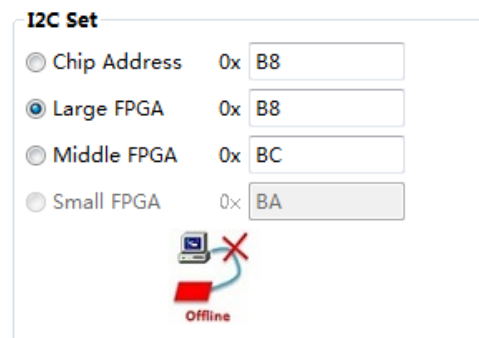 I2C Set
Chip Address 0x B8
Large FPGA 0x B8
Middle FPGA 0x BC
Small FPGA 0x BA
Offline